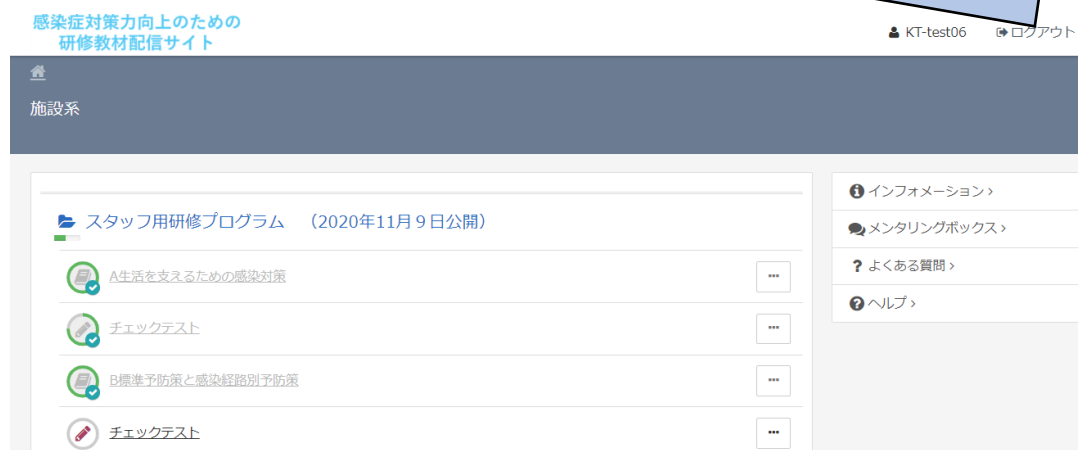 感染症対策力向上のための
研修教材配信サイト
KT-test06 ログアウト
施設系
スタッフ用研修プログラム （2020年11月９日公開）
A生活を支えるための感染対策
チェックテスト
B標準予防策と感染経路別予防策
チェックテスト
インフォメーション
メンタリングボックス
よくある質問
ヘルプ